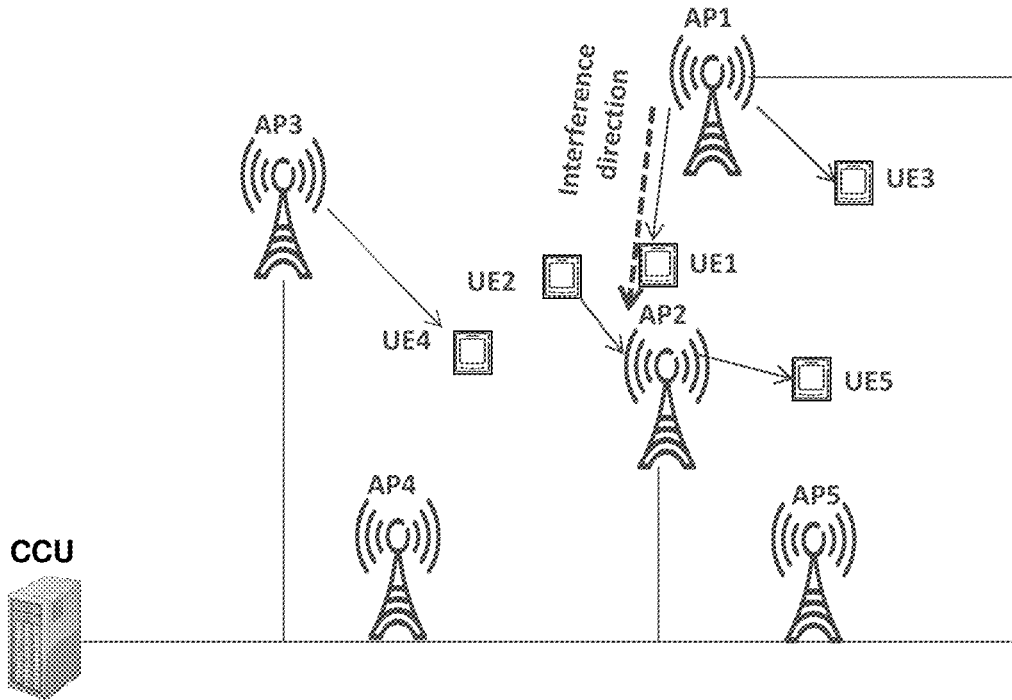 AP1
Interference
direction
AP3
UE3
UE2
UE1
AP2
UE4
UE5
AP4
AP5
CCU